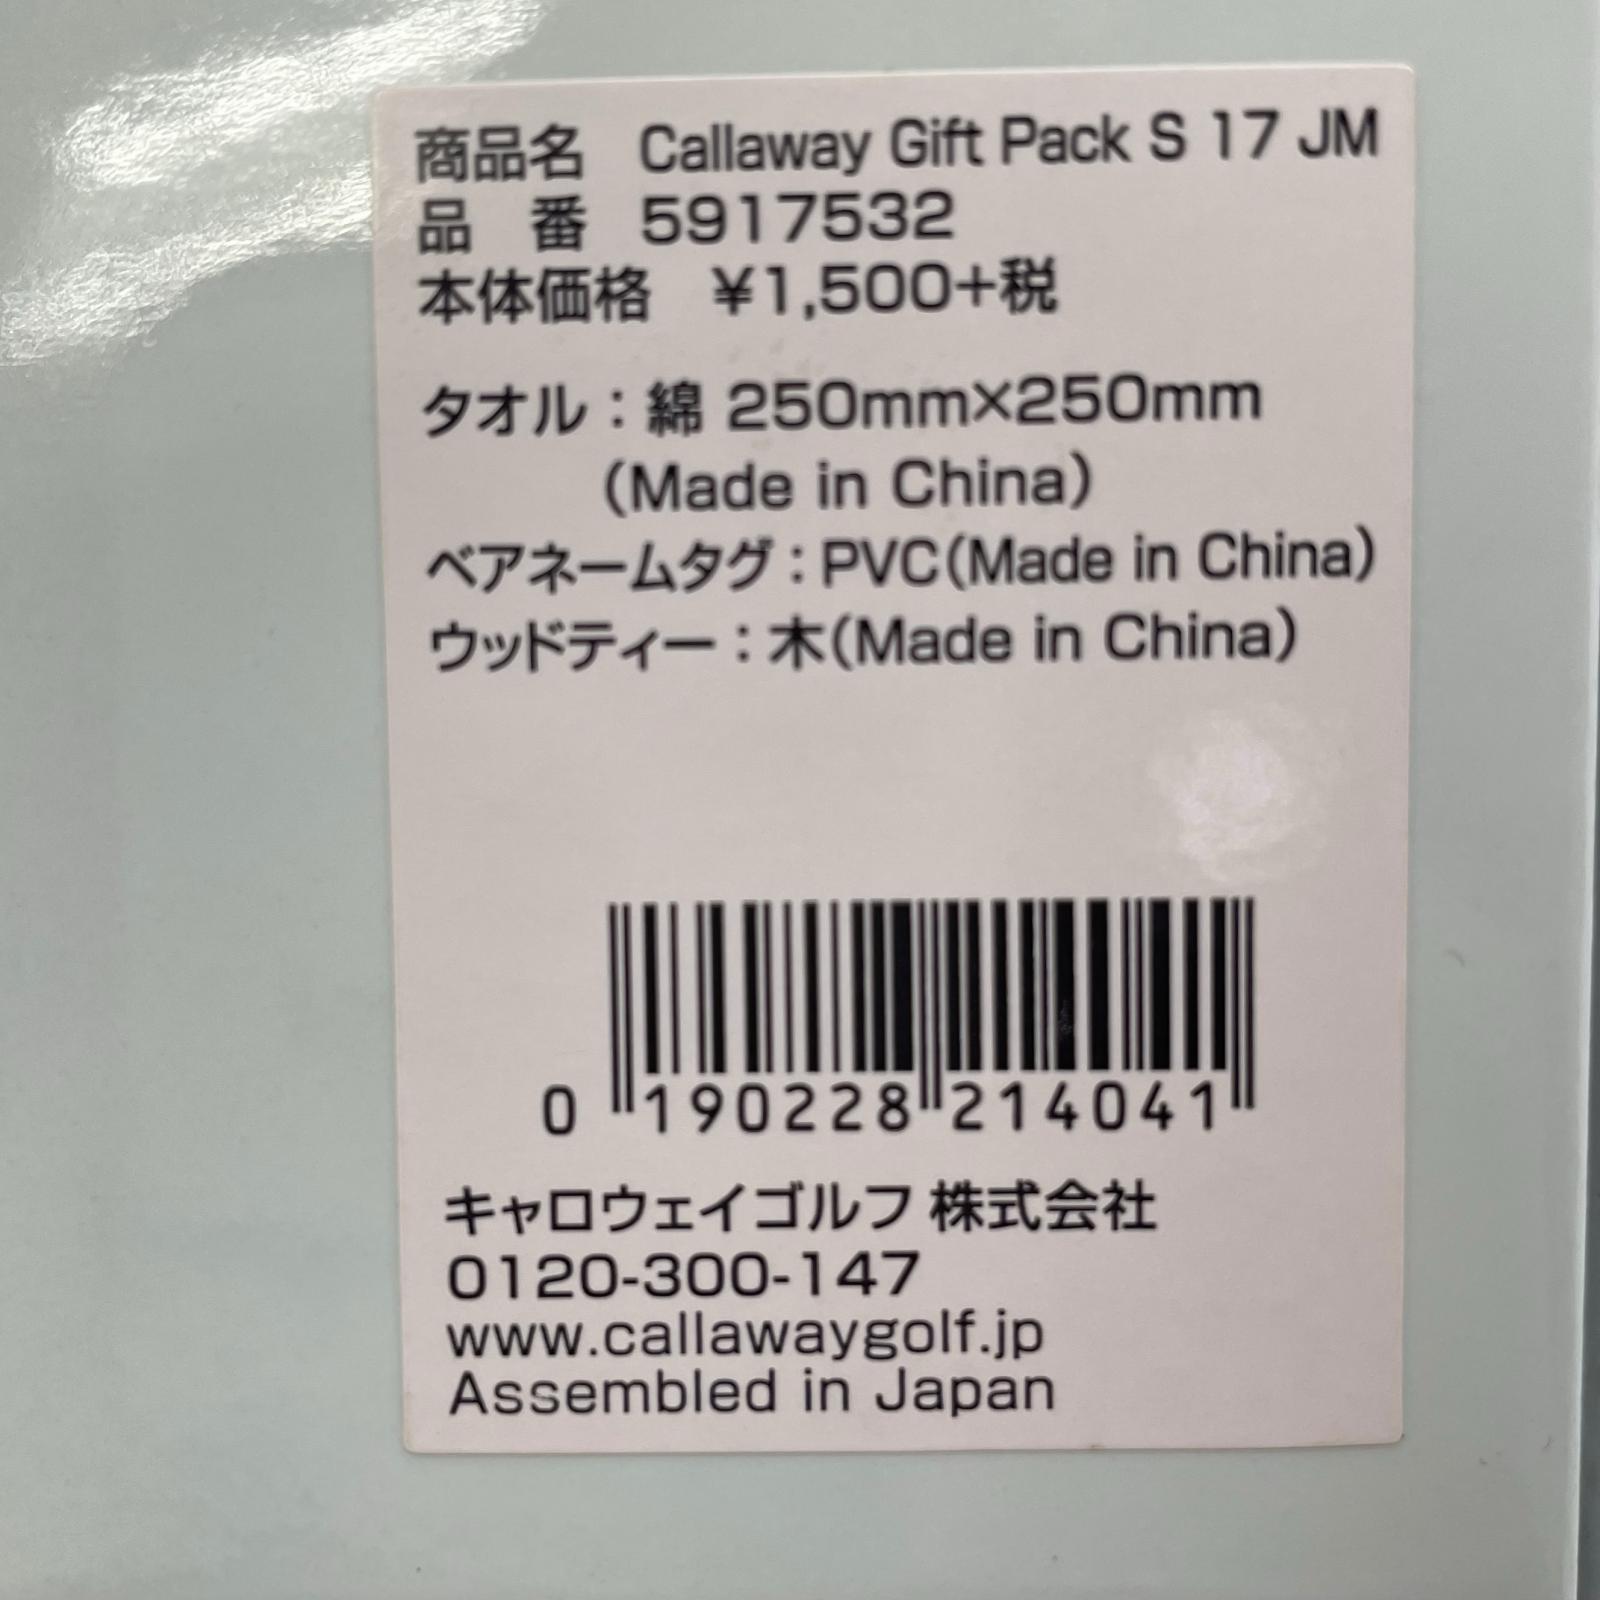 商品名 Callaway Gift Pack S 17 JM
品 番 5917532
本体価格 ¥1,500+税
タオル：綿 250mm×250mm
(Made in China)
ベアネームタグ：PVC(Made in China)
ウッドティー：木(Made in China)
0 190228 214041
キャロウェイゴルフ 株式会社
0120-300-147
www.callawaygolf.jp
Assembled in Japan